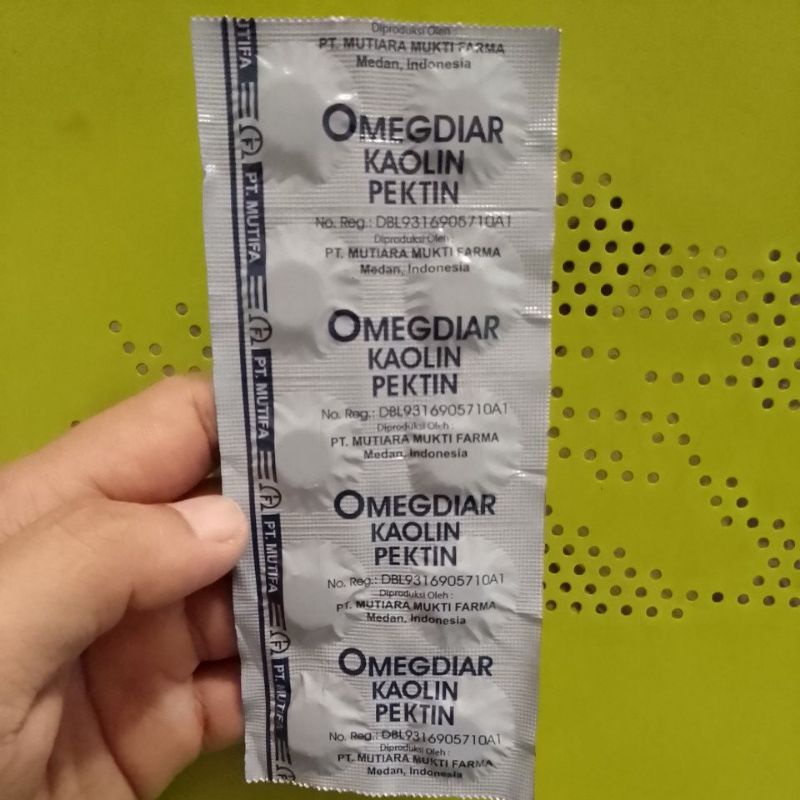 Diproduksi Oleh :
PT. MUTIARA MUKTI FARMA
Medan, Indonesia
OMEGDIAR
KAOLIN
PEKTIN
No. Reg.: DBL9316905710A1
Diproduksi Oleh :
PT. MUTIARA MUKTI FARMA
Medan, Indonesia
OMEGDIAR
KAOLIN
PEKTIN
No. Reg.: DBL9316905710A1
Diproduksi Oleh :
PT. MUTIARA MUKTI FARMA
Medan, Indonesia
OMEGDIAR
KAOLIN
PEKTIN
No. Reg.: DBL9316905710A1
Diproduksi Oleh :
PT. MUTIARA MUKTI FARMA
Medan, Indonesia
OMEGDIAR
KAOLIN
PEKTIN
No. Reg.: DBL9316905710A1
Diproduksi Oleh :
PT. MUTIARA MUKTI FARMA
Medan, Indonesia
UTIFA
PT. MUTIFA
PT. MUTIFA
PT. MUTIFA
PT. MUTIFA